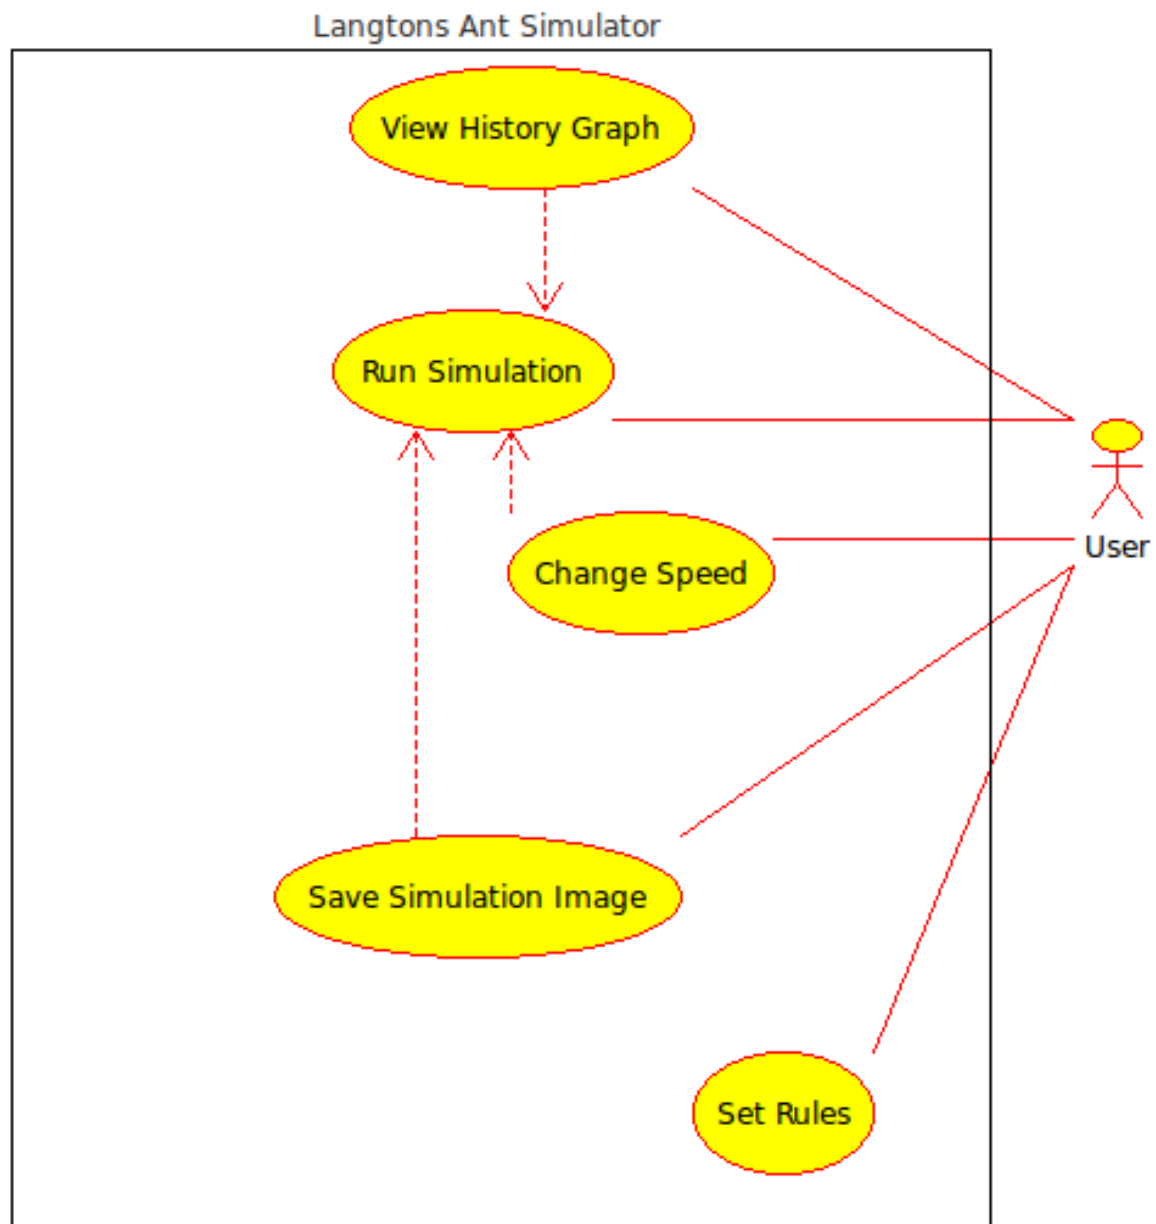 Langtons Ant Simulator
View History Graph
Run Simulation
Change Speed
User
Save Simulation Image
Set Rules